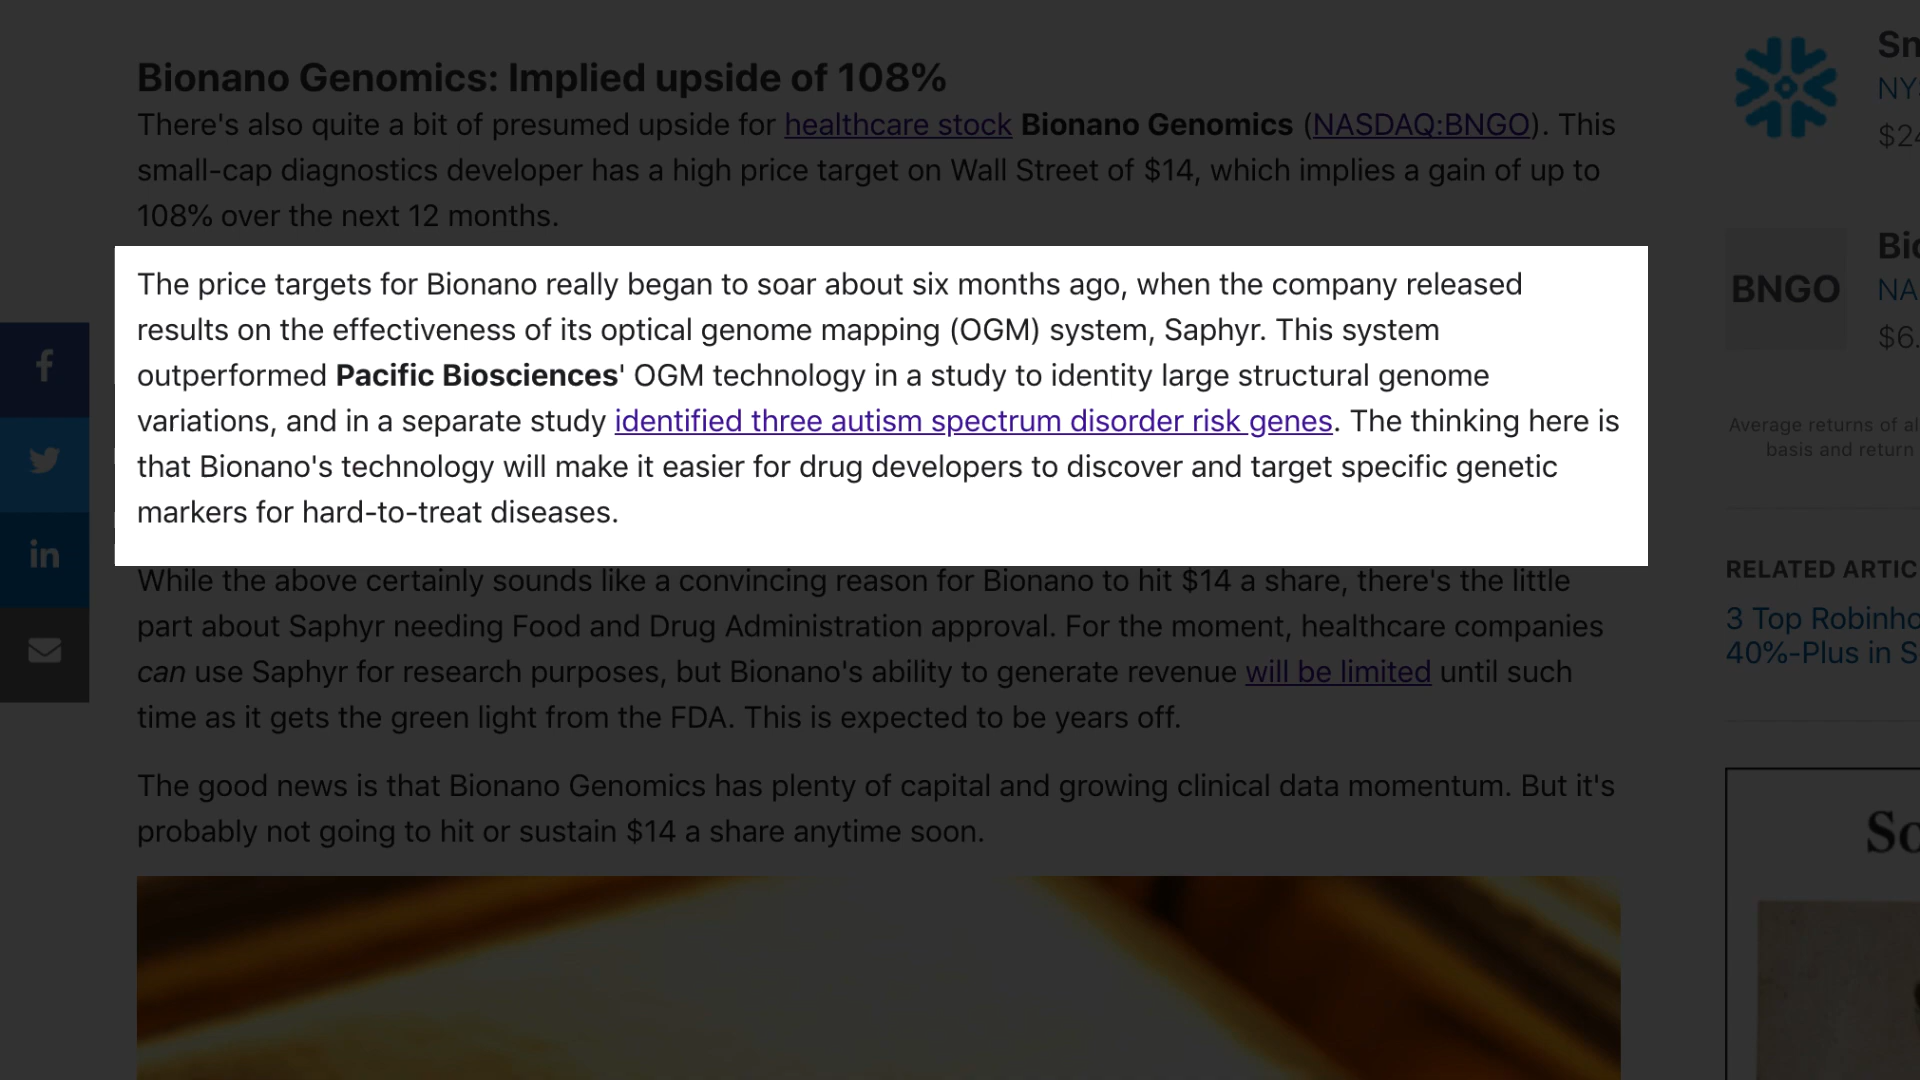 Bionano Genomics: Implied upside of 108%
There's also quite a bit of presumed upside for healthcare stock Bionano Genomics (NASDAQ:BNGO). This
small-cap diagnostics developer has a high price target on Wall Street of $14, which implies a gain of up to
108% over the next 12 months.
The price targets for Bionano really began to soar about six months ago, when the company released
results on the effectiveness of its optical genome mapping (OGM) system, Saphyr. This system
outperformed Pacific Biosciences' OGM technology in a study to identity large structural genome
variations, and in a separate study identified three autism spectrum disorder risk genes. The thinking here is
that Bionano's technology will make it easier for drug developers to discover and target specific genetic
markers for hard-to-treat diseases.
While the above certainly sounds like a convincing reason for Bionano to hit $14 a share, there's the little
part about Saphyr needing Food and Drug Administration approval. For the moment, healthcare companies
can use Saphyr for research purposes, but Bionano's ability to generate revenue will be limited until such
time as it gets the green light from the FDA. This is expected to be years off.
The good news is that Bionano Genomics has plenty of capital and growing clinical data momentum. But it's
probably not going to hit or sustain $14 a share anytime soon.
f
in
Sn
NYS
$24
BNGO
Bio
NA
$6.
Average returns of al
basis and return
RELATED ARTIC
3 Top Robinho
40%-Plus in S
So